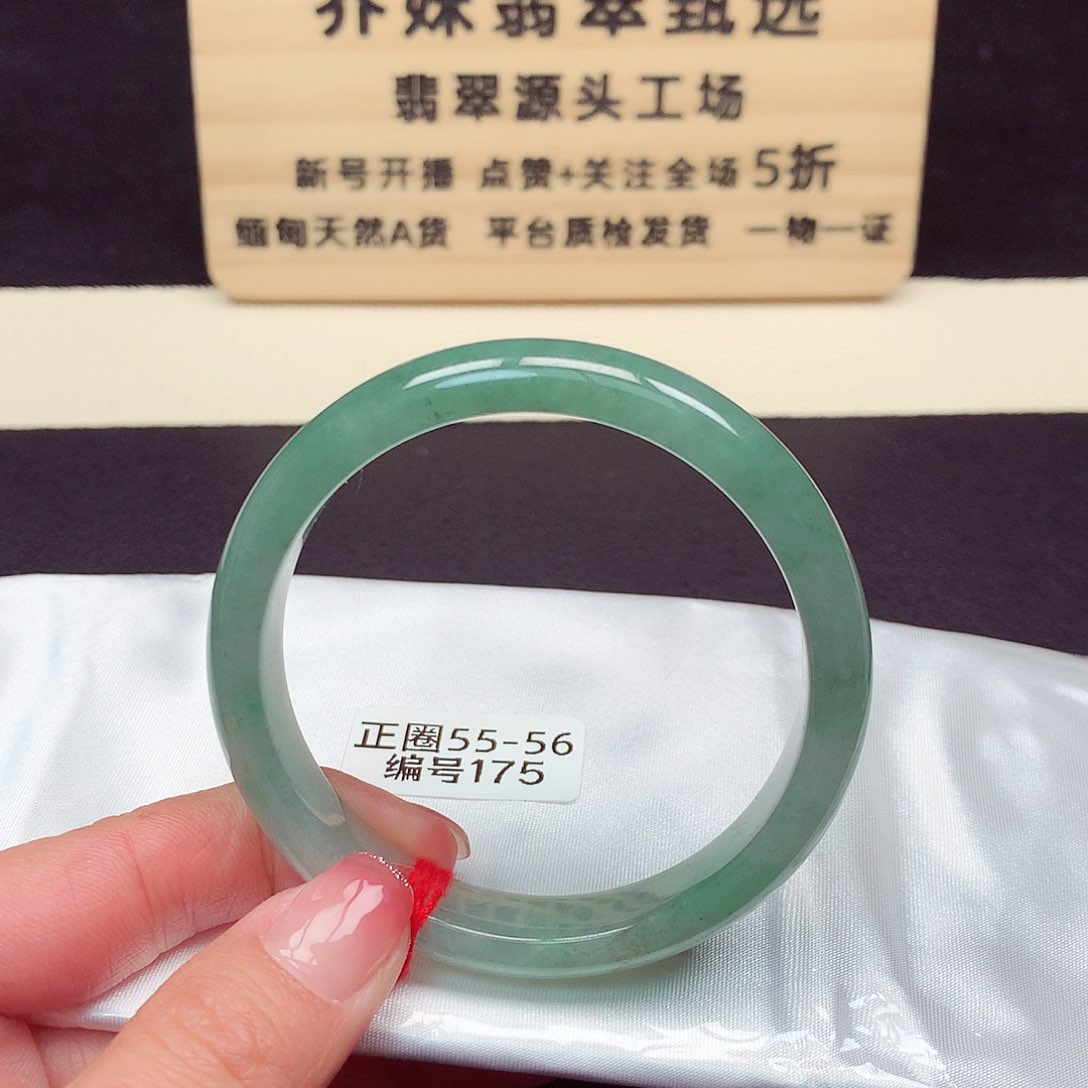 乔妹翡翠甄选
翡翠源头工场
新号开播 点赞+关注全场5折
缅甸天然A货 平台质检发货 一物一证
正圈55-56
编号175